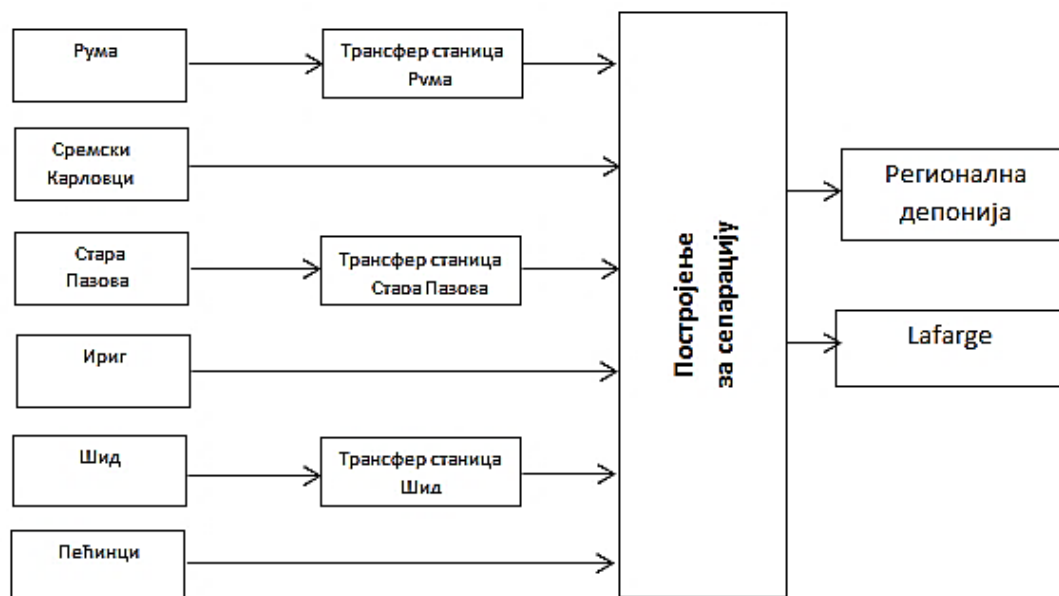 Рума
Трансфер станица
Рума
Сремски
Карловци
Стара
Пазова
Трансфер станица
Стара Пазова
Ириг
Шид
Трансфер станица
Шид
Пећинци
Постројење
за сепарацију
Регионална
депонија
Lafarge